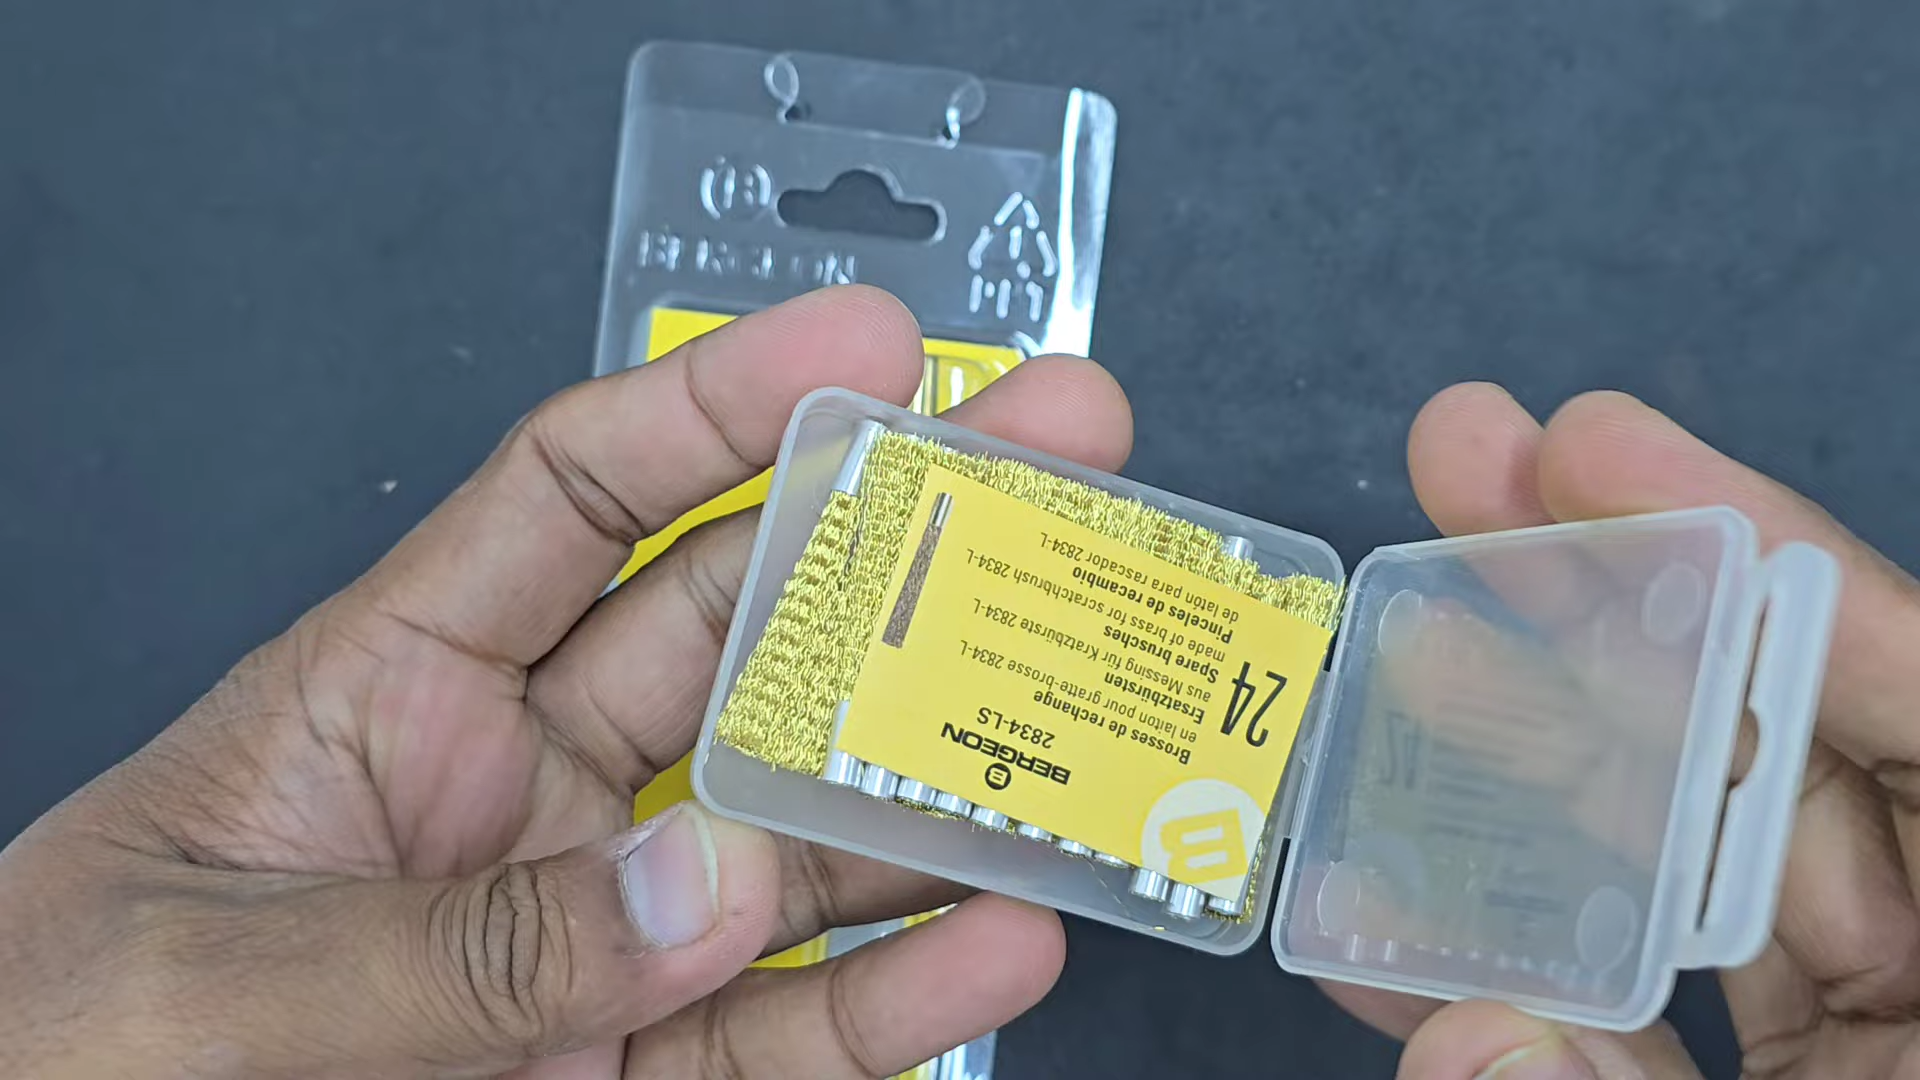 BERGEON
BERGEON
2834-LS
Brosses de rechange
en laiton pour gratte-brosse 2834-L
Ersatzbürsten
aus Messing für Kratzbürste 2834-L
Spare brusches
made of brass for scratchbrush 2834-L
Pinceles de recambio
de latón para rascador 2834-L
24
B